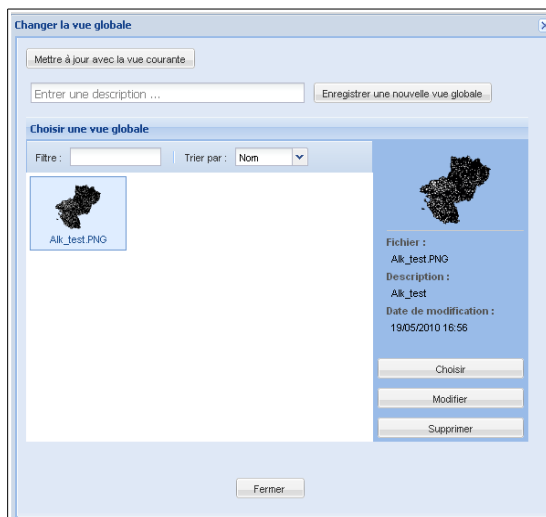 Changer la vue globale
Mettre à jour avec la vue courante
Entrer une description ...
Enregistrer une nouvelle vue globale
Choisir une vue globale
Filtre :
Trier par :
Nom
Alk_test.PNG
Fichier :
Alk_test.PNG
Description :
Alk_test
Date de modification :
19/05/2010 16:56
Choisir
Modifier
Supprimer
Fermer